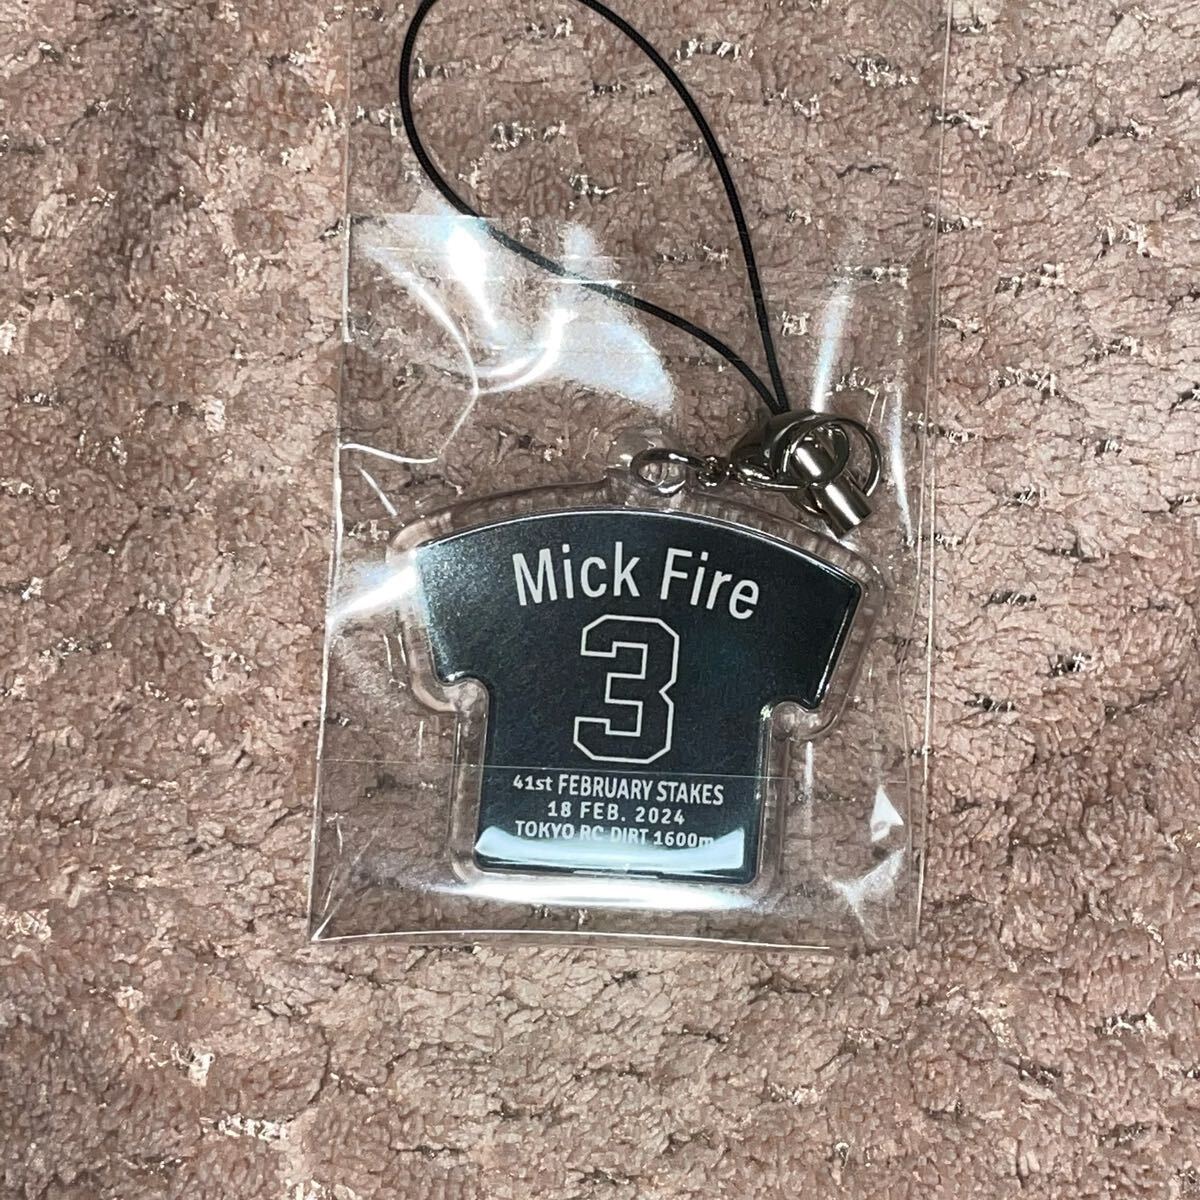 Mick Fire
3
41st FEBRUARY STAKES
18 FEB. 2024
TOKYO RC DIRT 1600m